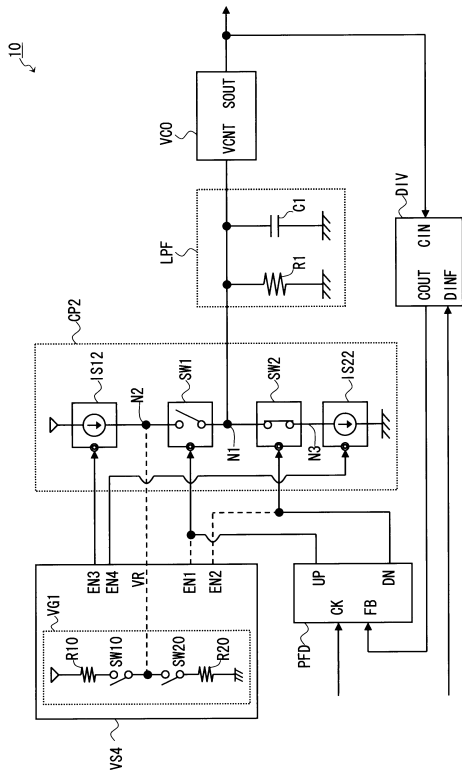 10
VCO
VCNT SOUT
LPF
C1
R1
DIV
COUT CIN
DINF
CP2
IS12
N2
SW1
N1
SW2
N3
IS22
EN3
EN4
VR
EN1
EN2
VG1
R10
SW10
SW20
R20
VS4
UP
CK
FB
DN
PFD